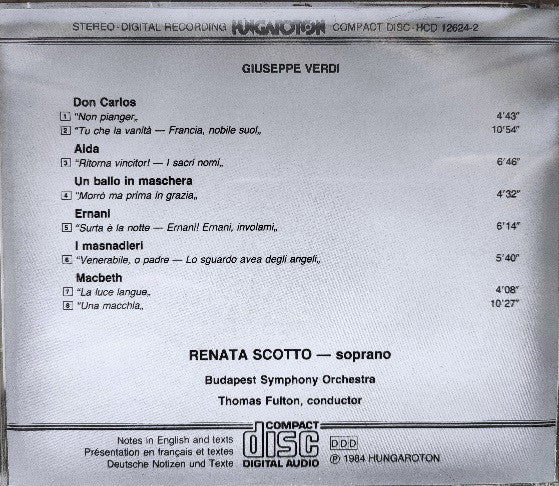 STEREO-DIGITAL RECORDING HUNGAROTON COMPACT DISC-HCD 12624-2
GIUSEPPE VERDI
Don Carlos
1 "Non pianger„ 4'43"
2 "Tu che la vanità — Francia, nobile suol„ 10'54"
Aida
3 "Ritorna vincitor! — I sacri nomi„ 6'46"
Un ballo in maschera
4 "Morrò ma prima in grazia„ 4'32"
Ernani
5 "Surta è la notte — Ernani! Ernani, involami„ 6'14"
I masnadieri
6 "Venerabile, o padre — Lo sguardo avea degli angeli„ 5'40"
Macbeth
7 "La luce langue„ 4'08"
8 "Una macchia„ 10'27"
RENATA SCOTTO — soprano
Budapest Symphony Orchestra
Thomas Fulton, conductor
Notes in English and texts
Présentation en français et textes
Deutsche Notizen und Texte
COMPACT
disc
DIGITAL AUDIO
DDD
℗ 1984 HUNGAROTON